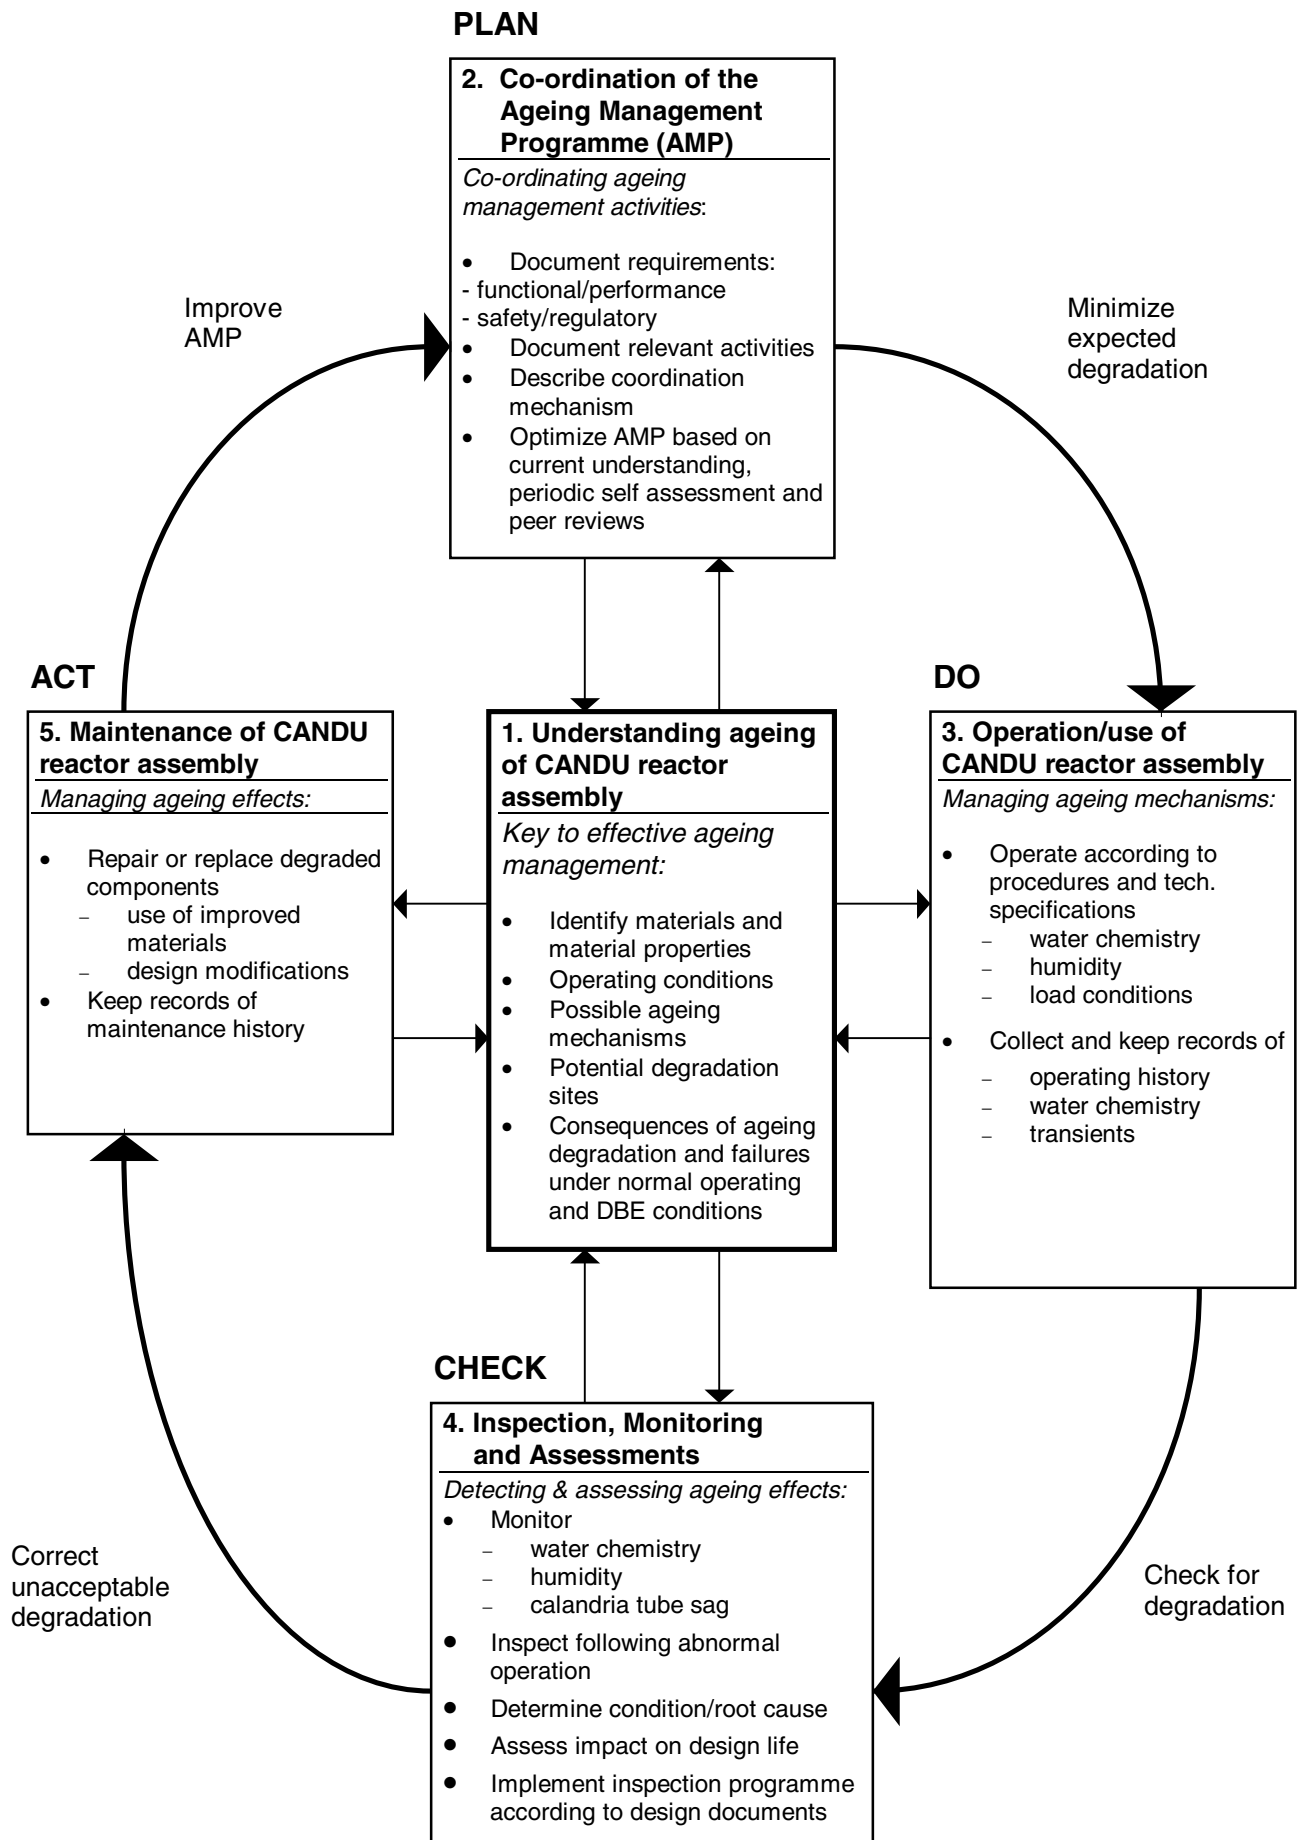 PLAN
2. Co-ordination of the
Ageing Management
Programme (AMP)
Co-ordinating ageing
management activities:
• Document requirements:
- functional/performance
- safety/regulatory
• Document relevant activities
• Describe coordination
mechanism
• Optimize AMP based on
current understanding,
periodic self assessment and
peer reviews
Improve
AMP
Minimize
expected
degradation
ACT
5. Maintenance of CANDU
reactor assembly
Managing ageing effects:
• Repair or replace degraded
components
– use of improved
materials
– design modifications
• Keep records of
maintenance history
1. Understanding ageing
of CANDU reactor
assembly
Key to effective ageing
management:
• Identify materials and
material properties
• Operating conditions
• Possible ageing
mechanisms
• Potential degradation
sites
• Consequences of ageing
degradation and failures
under normal operating
and DBE conditions
DO
3. Operation/use of
CANDU reactor assembly
Managing ageing mechanisms:
• Operate according to
procedures and tech.
specifications
– water chemistry
– humidity
– load conditions
• Collect and keep records of
– operating history
– water chemistry
– transients
CHECK
4. Inspection, Monitoring
and Assessments
Detecting & assessing ageing effects:
• Monitor
– water chemistry
– humidity
– calandria tube sag
• Inspect following abnormal
operation
• Determine condition/root cause
• Assess impact on design life
• Implement inspection programme
according to design documents
Correct
unacceptable
degradation
Check for
degradation